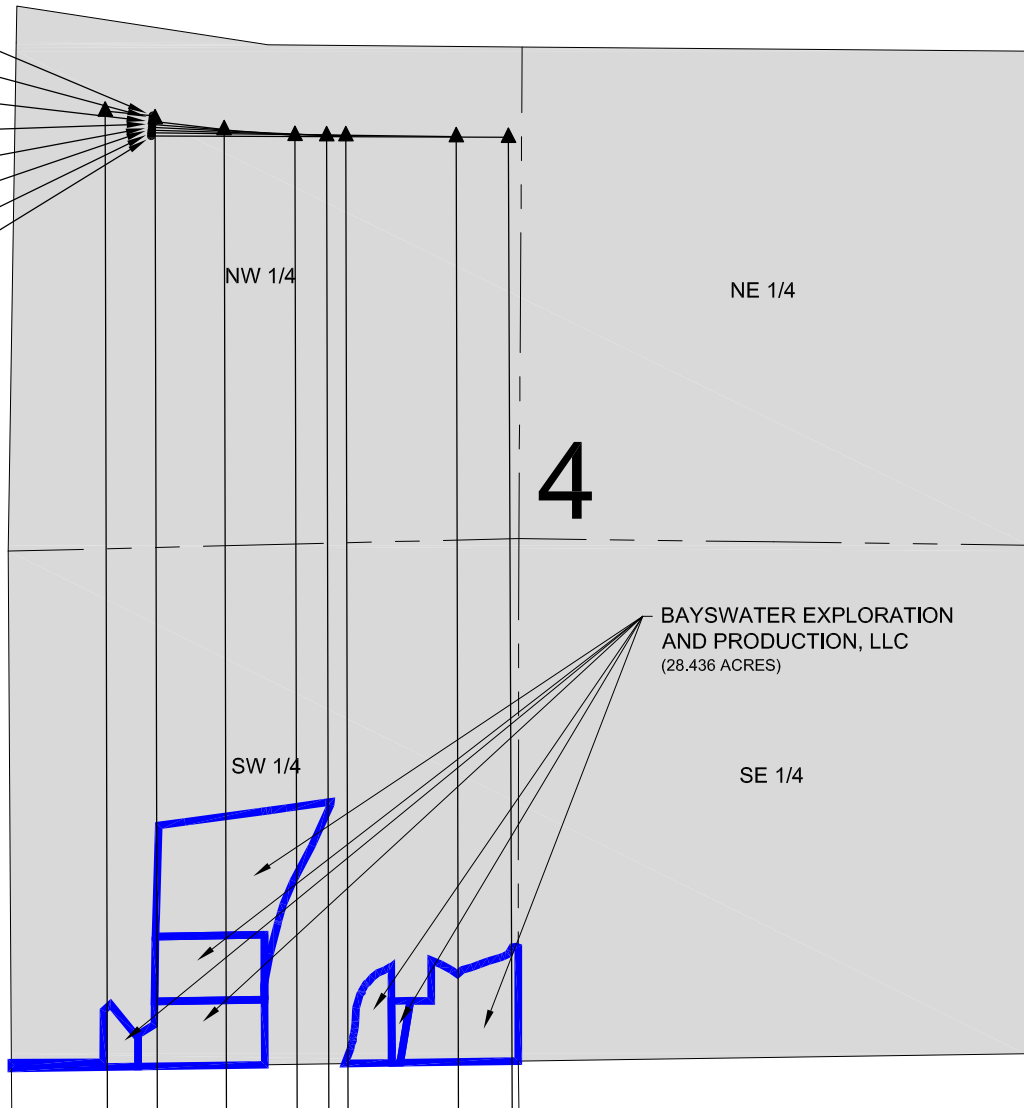 NW 1/4
NE 1/4
4
BAYSWATER EXPLORATION
AND PRODUCTION, LLC
(28.436 ACRES)
SW 1/4
SE 1/4